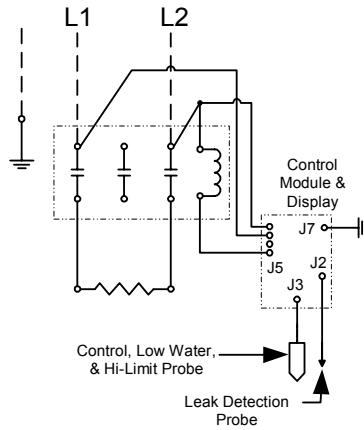 L1 L2
Control
Module &
Display
J7
J5
J2
J3
Control, Low Water,
& Hi-Limit Probe
Leak Detection
Probe